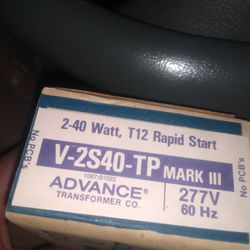 2-40 Watt, T12 Rapid Start
V-2S40-TP MARK III
1087/91022
ADVANCE®
TRANSFORMER CO.
277V
60 Hz
No PCB's
No PCB's